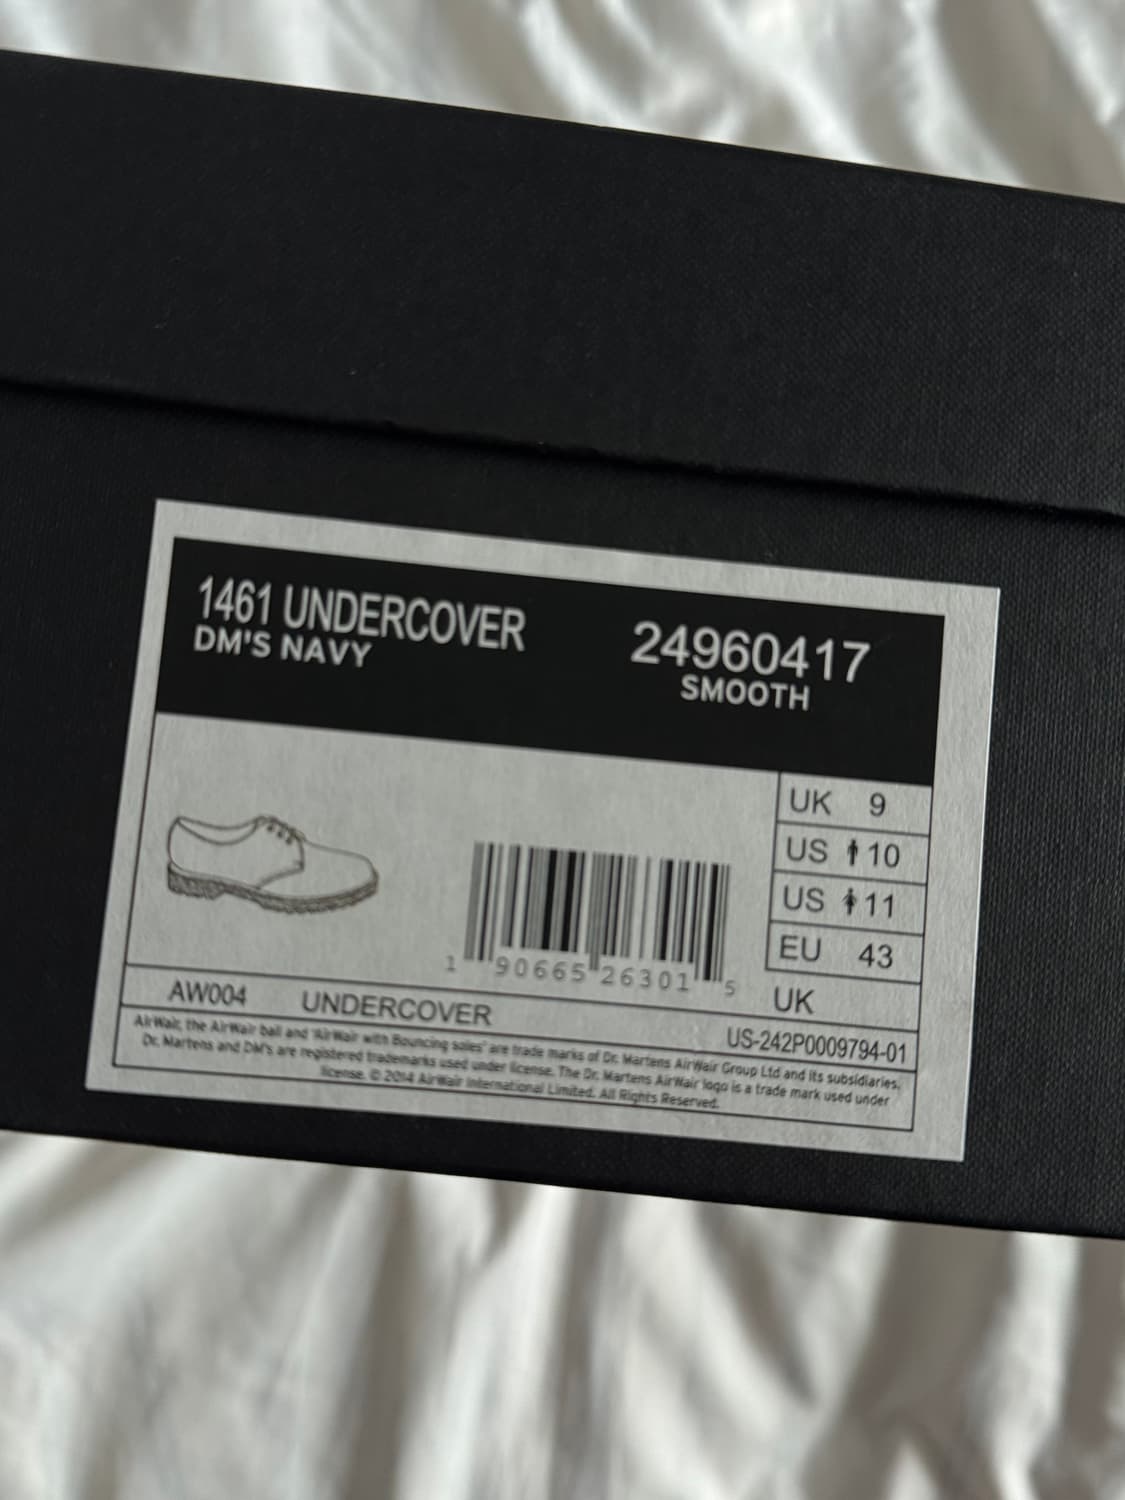 1461 UNDERCOVER
DM'S NAVY
24960417
SMOOTH
UK 9
US 10
US 11
EU 43
UK
1 90665 26301 5
AW004 UNDERCOVER
US-242P0009794-01
AirWair, the AirWair ball and 'AirWair with Bouncing soles' are trade marks of Dr. Martens AirWair Group Ltd and its subsidiaries.
Dr. Martens and DM's are registered trademarks used under license. The Dr. Martens AirWair logo is a trade mark used under
license. © 2014 AirWair International Limited. All Rights Reserved.